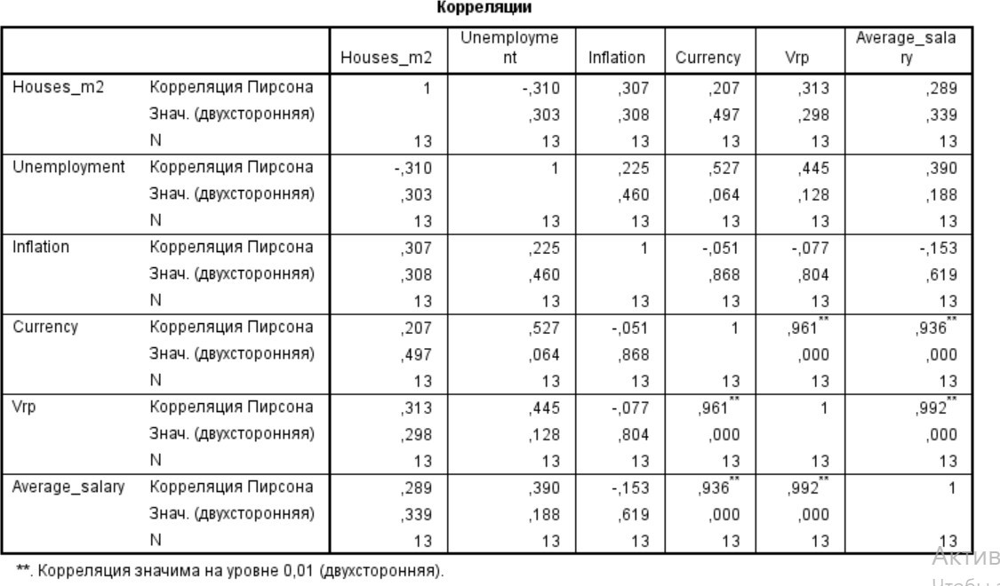 Корреляции
Houses_m2 Unemployme nt Inflation Currency Vrp Average_sala ry
Houses_m2 Корреляция Пирсона 1 -,310 ,307 ,207 ,313 ,289
Знач. (двухсторонняя) ,303 ,308 ,497 ,298 ,339
N 13 13 13 13 13 13
Unemployment Корреляция Пирсона -,310 1 ,225 ,527 ,445 ,390
Знач. (двухсторонняя) ,303 ,460 ,064 ,128 ,188
N 13 13 13 13 13 13
Inflation Корреляция Пирсона ,307 ,225 1 -,051 -,077 -,153
Знач. (двухсторонняя) ,308 ,460 ,868 ,804 ,619
N 13 13 13 13 13 13
Currency Корреляция Пирсона ,207 ,527 -,051 1 ,961** ,936**
Знач. (двухсторонняя) ,497 ,064 ,868 ,000 ,000
N 13 13 13 13 13 13
Vrp Корреляция Пирсона ,313 ,445 -,077 ,961** 1 ,992**
Знач. (двухсторонняя) ,298 ,128 ,804 ,000 ,000
N 13 13 13 13 13 13
Average_salary Корреляция Пирсона ,289 ,390 -,153 ,936** ,992** 1
Знач. (двухсторонняя) ,339 ,188 ,619 ,000 ,000
N 13 13 13 13 13 13
**. Корреляция значима на уровне 0,01 (двухсторонняя).
Актив